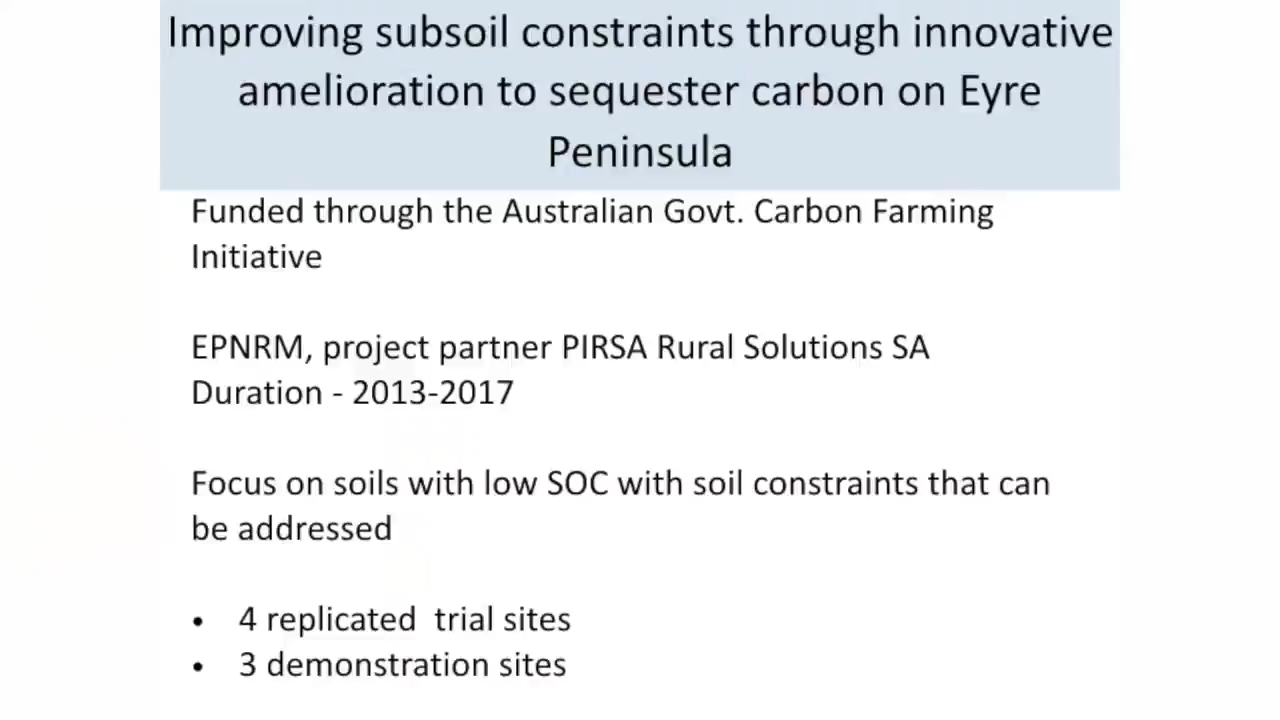 Improving subsoil constraints through innovative
amelioration to sequester carbon on Eyre
Peninsula
Funded through the Australian Govt. Carbon Farming
Initiative
EPNRM, project partner PIRSA Rural Solutions SA
Duration - 2013-2017
Focus on soils with low SOC with soil constraints that can
be addressed
• 4 replicated trial sites
• 3 demonstration sites